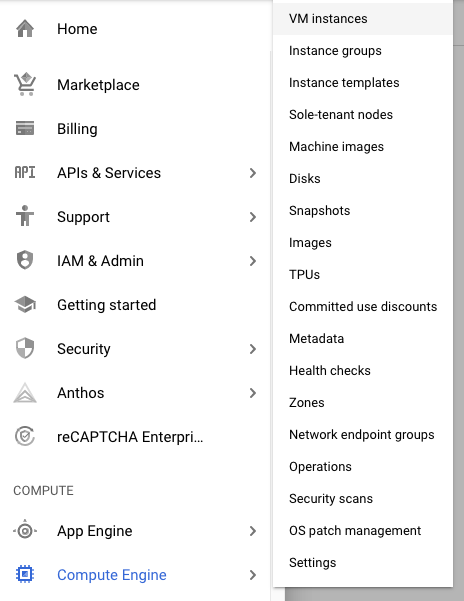 Home
Marketplace
Billing
API APIs & Services
Support
IAM & Admin
Getting started
Security
Anthos
reCAPTCHA Enterpri...
COMPUTE
App Engine
Compute Engine
VM instances
Instance groups
Instance templates
Sole-tenant nodes
Machine images
Disks
Snapshots
Images
TPUs
Committed use discounts
Metadata
Health checks
Zones
Network endpoint groups
Operations
Security scans
OS patch management
Settings